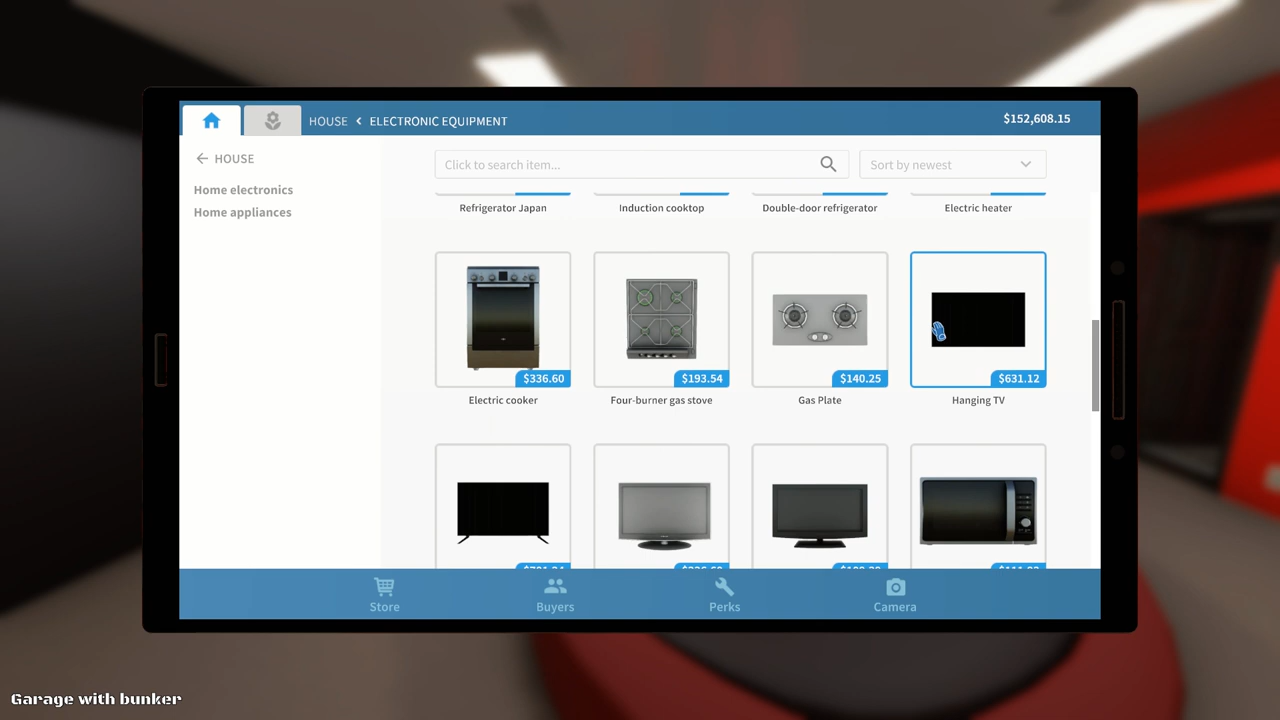 HOUSE < ELECTRONIC EQUIPMENT
$152,608.15
HOUSE
Home electronics
Home appliances
Click to search item...
Sort by newest
Refrigerator Japan
Induction cooktop
Double-door refrigerator
Electric heater
$336.60
$193.54
$140.25
$631.12
Electric cooker
Four-burner gas stove
Gas Plate
Hanging TV
Store
Buyers
Perks
Camera
Garage with bunker